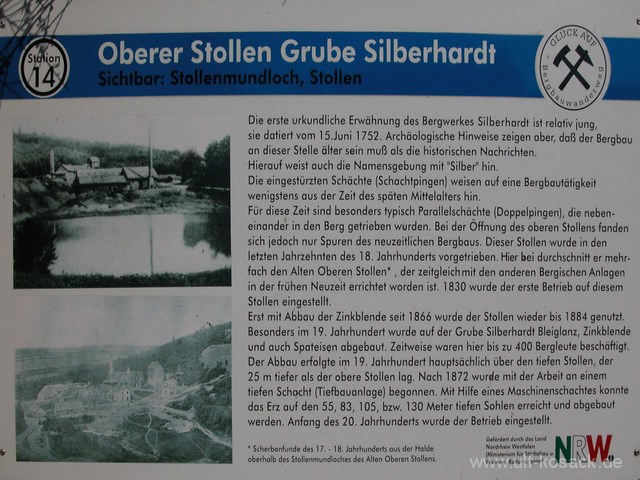 Station
14
Oberer Stollen Grube Silberhardt
Sichtbar: Stollenmundloch, Stollen
GLÜCK AUF
Bergbauwanderweg
Die erste urkundliche Erwähnung des Bergwerkes Silberhardt ist relativ jung,
sie datiert vom 15.Juni 1752. Archäologische Hinweise zeigen aber, daß der Bergbau
an dieser Stelle älter sein muß als die historischen Nachrichten.
Hierauf weist auch die Namensgebung mit "Silber" hin.
Die eingestürzten Schächte (Schachtpingen) weisen auf eine Bergbautätigkeit
wenigstens aus der Zeit des späten Mittelalters hin.
Für diese Zeit sind besonders typisch Parallelschächte (Doppelpingen), die neben-
einander in den Berg getrieben wurden. Bei der Öffnung des oberen Stollens fanden
sich jedoch nur Spuren des neuzeitlichen Bergbaus. Dieser Stollen wurde in den
letzten Jahrzehnten des 18. Jahrhunderts vorgetrieben. Hier bei durchschnitt er mehr-
fach den Alten Oberen Stollen* , der zeitgleich mit den anderen Bergischen Anlagen
in der frühen Neuzeit errichtet worden ist. 1830 wurde der erste Betrieb auf diesem
Stollen eingestellt.
Erst mit Abbau der Zinkblende seit 1866 wurde der Stollen wieder bis 1884 genutzt.
Besonders im 19. Jahrhundert wurde auf der Grube Silberhardt Bleiglanz, Zinkblende
und auch Spateisen abgebaut. Zeitweise waren hier bis zu 400 Bergleute beschäftigt.
Der Abbau erfolgte im 19. Jahrhundert hauptsächlich über den tiefen Stollen, der
25 m tiefer als der obere Stollen lag. Nach 1872 wurde mit der Arbeit an einem
tiefen Schacht (Tiefbauanlage) begonnen. Mit Hilfe eines Maschinenschachtes konnte
das Erz auf den 55, 83, 105, bzw. 130 Meter tiefen Sohlen erreicht und abgebaut
werden. Anfang des 20. Jahrhunderts wurde der Betrieb eingestellt.
* Scherbenfunde des 17. - 18. Jahrhunderts aus der Halde
oberhalb des Stollenmundloches des Alten Oberen Stollens.
Gefördert durch das Land
Nordrhein Westfalen
(Ministerium für Städtebau
NRW.
www.ulf-kosack.de